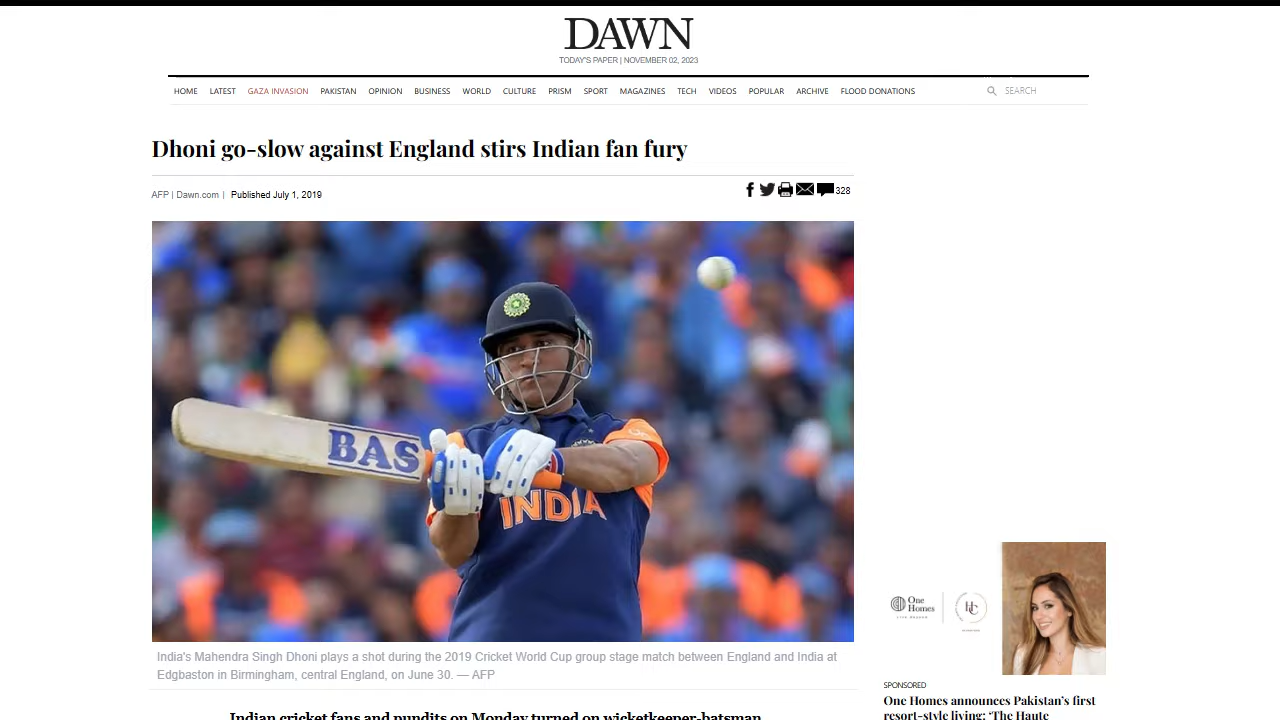 DAWN
TODAY'S PAPER | NOVEMBER 02, 2023
HOME LATEST GAZA INVASION PAKISTAN OPINION BUSINESS WORLD CULTURE PRISM SPORT MAGAZINES TECH VIDEOS POPULAR ARCHIVE FLOOD DONATIONS SEARCH
Dhoni go-slow against England stirs Indian fan fury
AFP | Dawn.com | Published July 1, 2019
328
BAS
INDIA
India's Mahendra Singh Dhoni plays a shot during the 2019 Cricket World Cup group stage match between England and India at
Edgbaston in Birmingham, central England, on June 30. — AFP
One
Homes
HC
SPONSORED
One Homes announces Pakistan's first
resort-style living: 'The Haute
Indian cricket fans and pundits on Monday turned on wicketkeeper-batsman